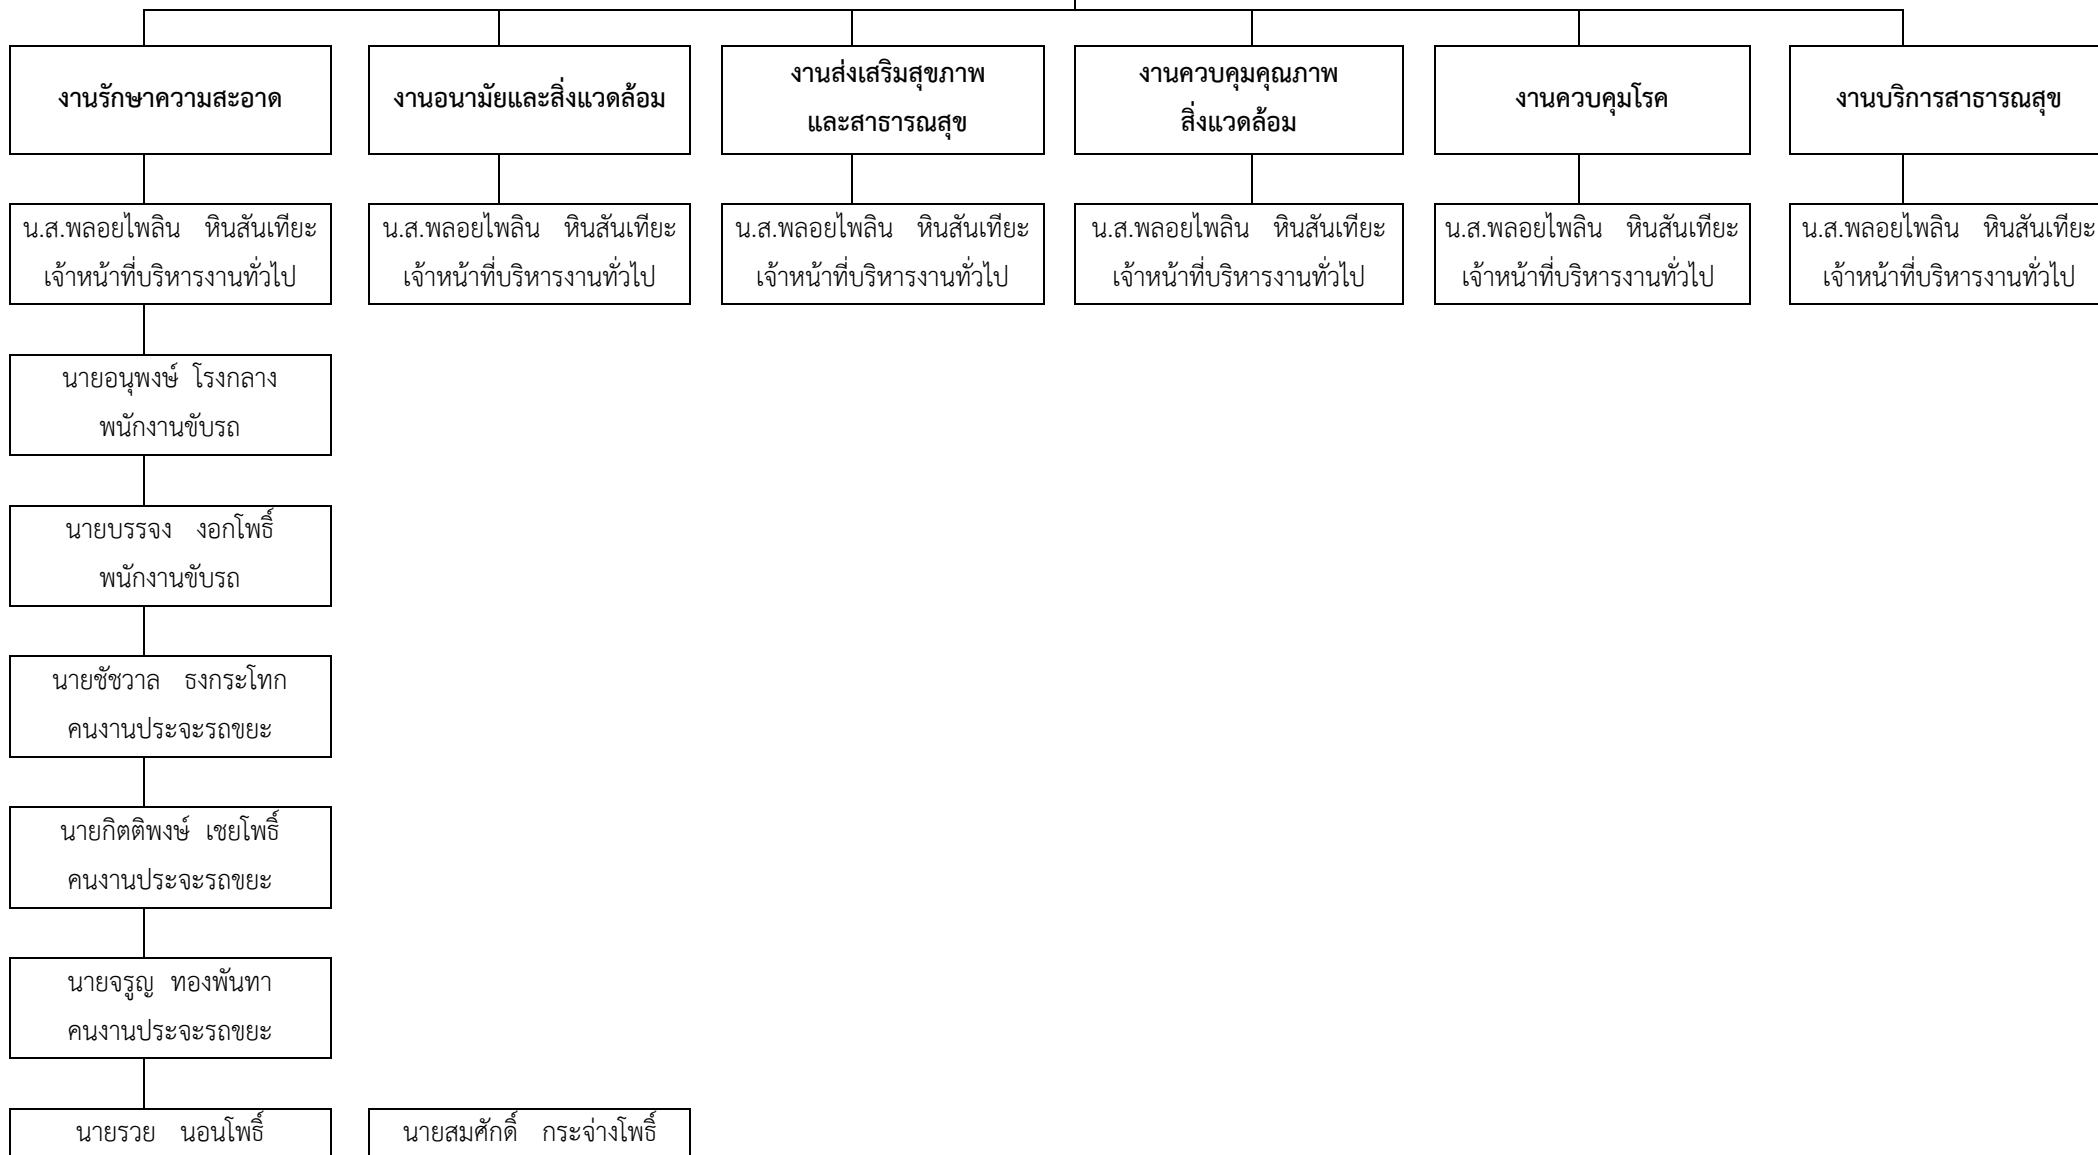 งานรักษาความสะอาด
งานอนามัยและสิ่งแวดล้อม
งานส่งเสริมสุขภาพ
และสาธารณสุข
งานควบคุมคุณภาพ
สิ่งแวดล้อม
งานควบคุมโรค
งานบริการสาธารณสุข
น.ส.พลอยไพลิน หินสันเทียะ
เจ้าหน้าที่บริหารงานทั่วไป
น.ส.พลอยไพลิน หินสันเทียะ
เจ้าหน้าที่บริหารงานทั่วไป
น.ส.พลอยไพลิน หินสันเทียะ
เจ้าหน้าที่บริหารงานทั่วไป
น.ส.พลอยไพลิน หินสันเทียะ
เจ้าหน้าที่บริหารงานทั่วไป
น.ส.พลอยไพลิน หินสันเทียะ
เจ้าหน้าที่บริหารงานทั่วไป
น.ส.พลอยไพลิน หินสันเทียะ
เจ้าหน้าที่บริหารงานทั่วไป
นายอนุพงษ์ โรงกลาง
พนักงานขับรถ
นายบรรจง งอกโพธิ์
พนักงานขับรถ
นายชัชวาล ธงกระโทก
คนงานประจะรถขยะ
นายกิตติพงษ์ เชยโพธิ์
คนงานประจะรถขยะ
นายจรูญ ทองพันทา
คนงานประจะรถขยะ
นายรวย นอนโพธิ์
นายสมศักดิ์ กระจ่างโพธิ์